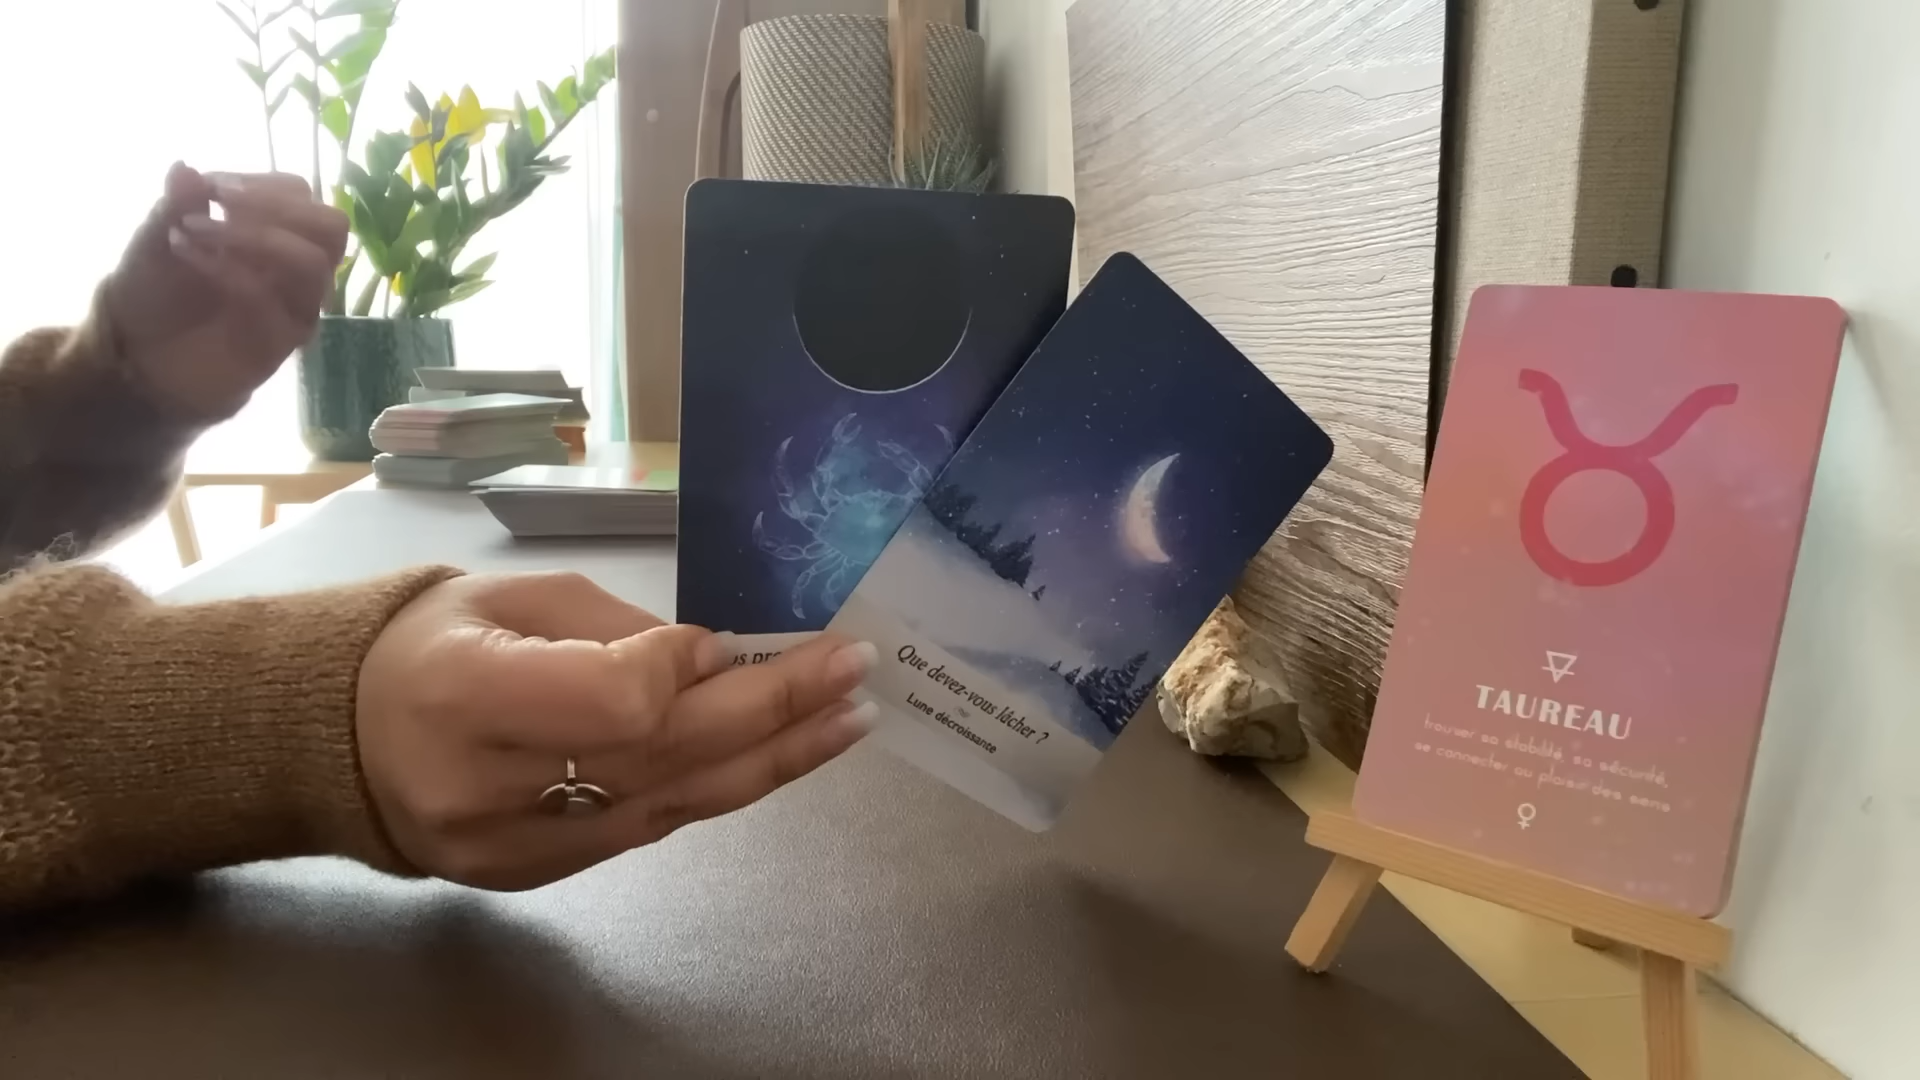 Que devez-vous lâcher ?
Lune décroissante
TAUREAU
trouver sa stabilité, sa sécurité,
se connecter au plaisir des sens